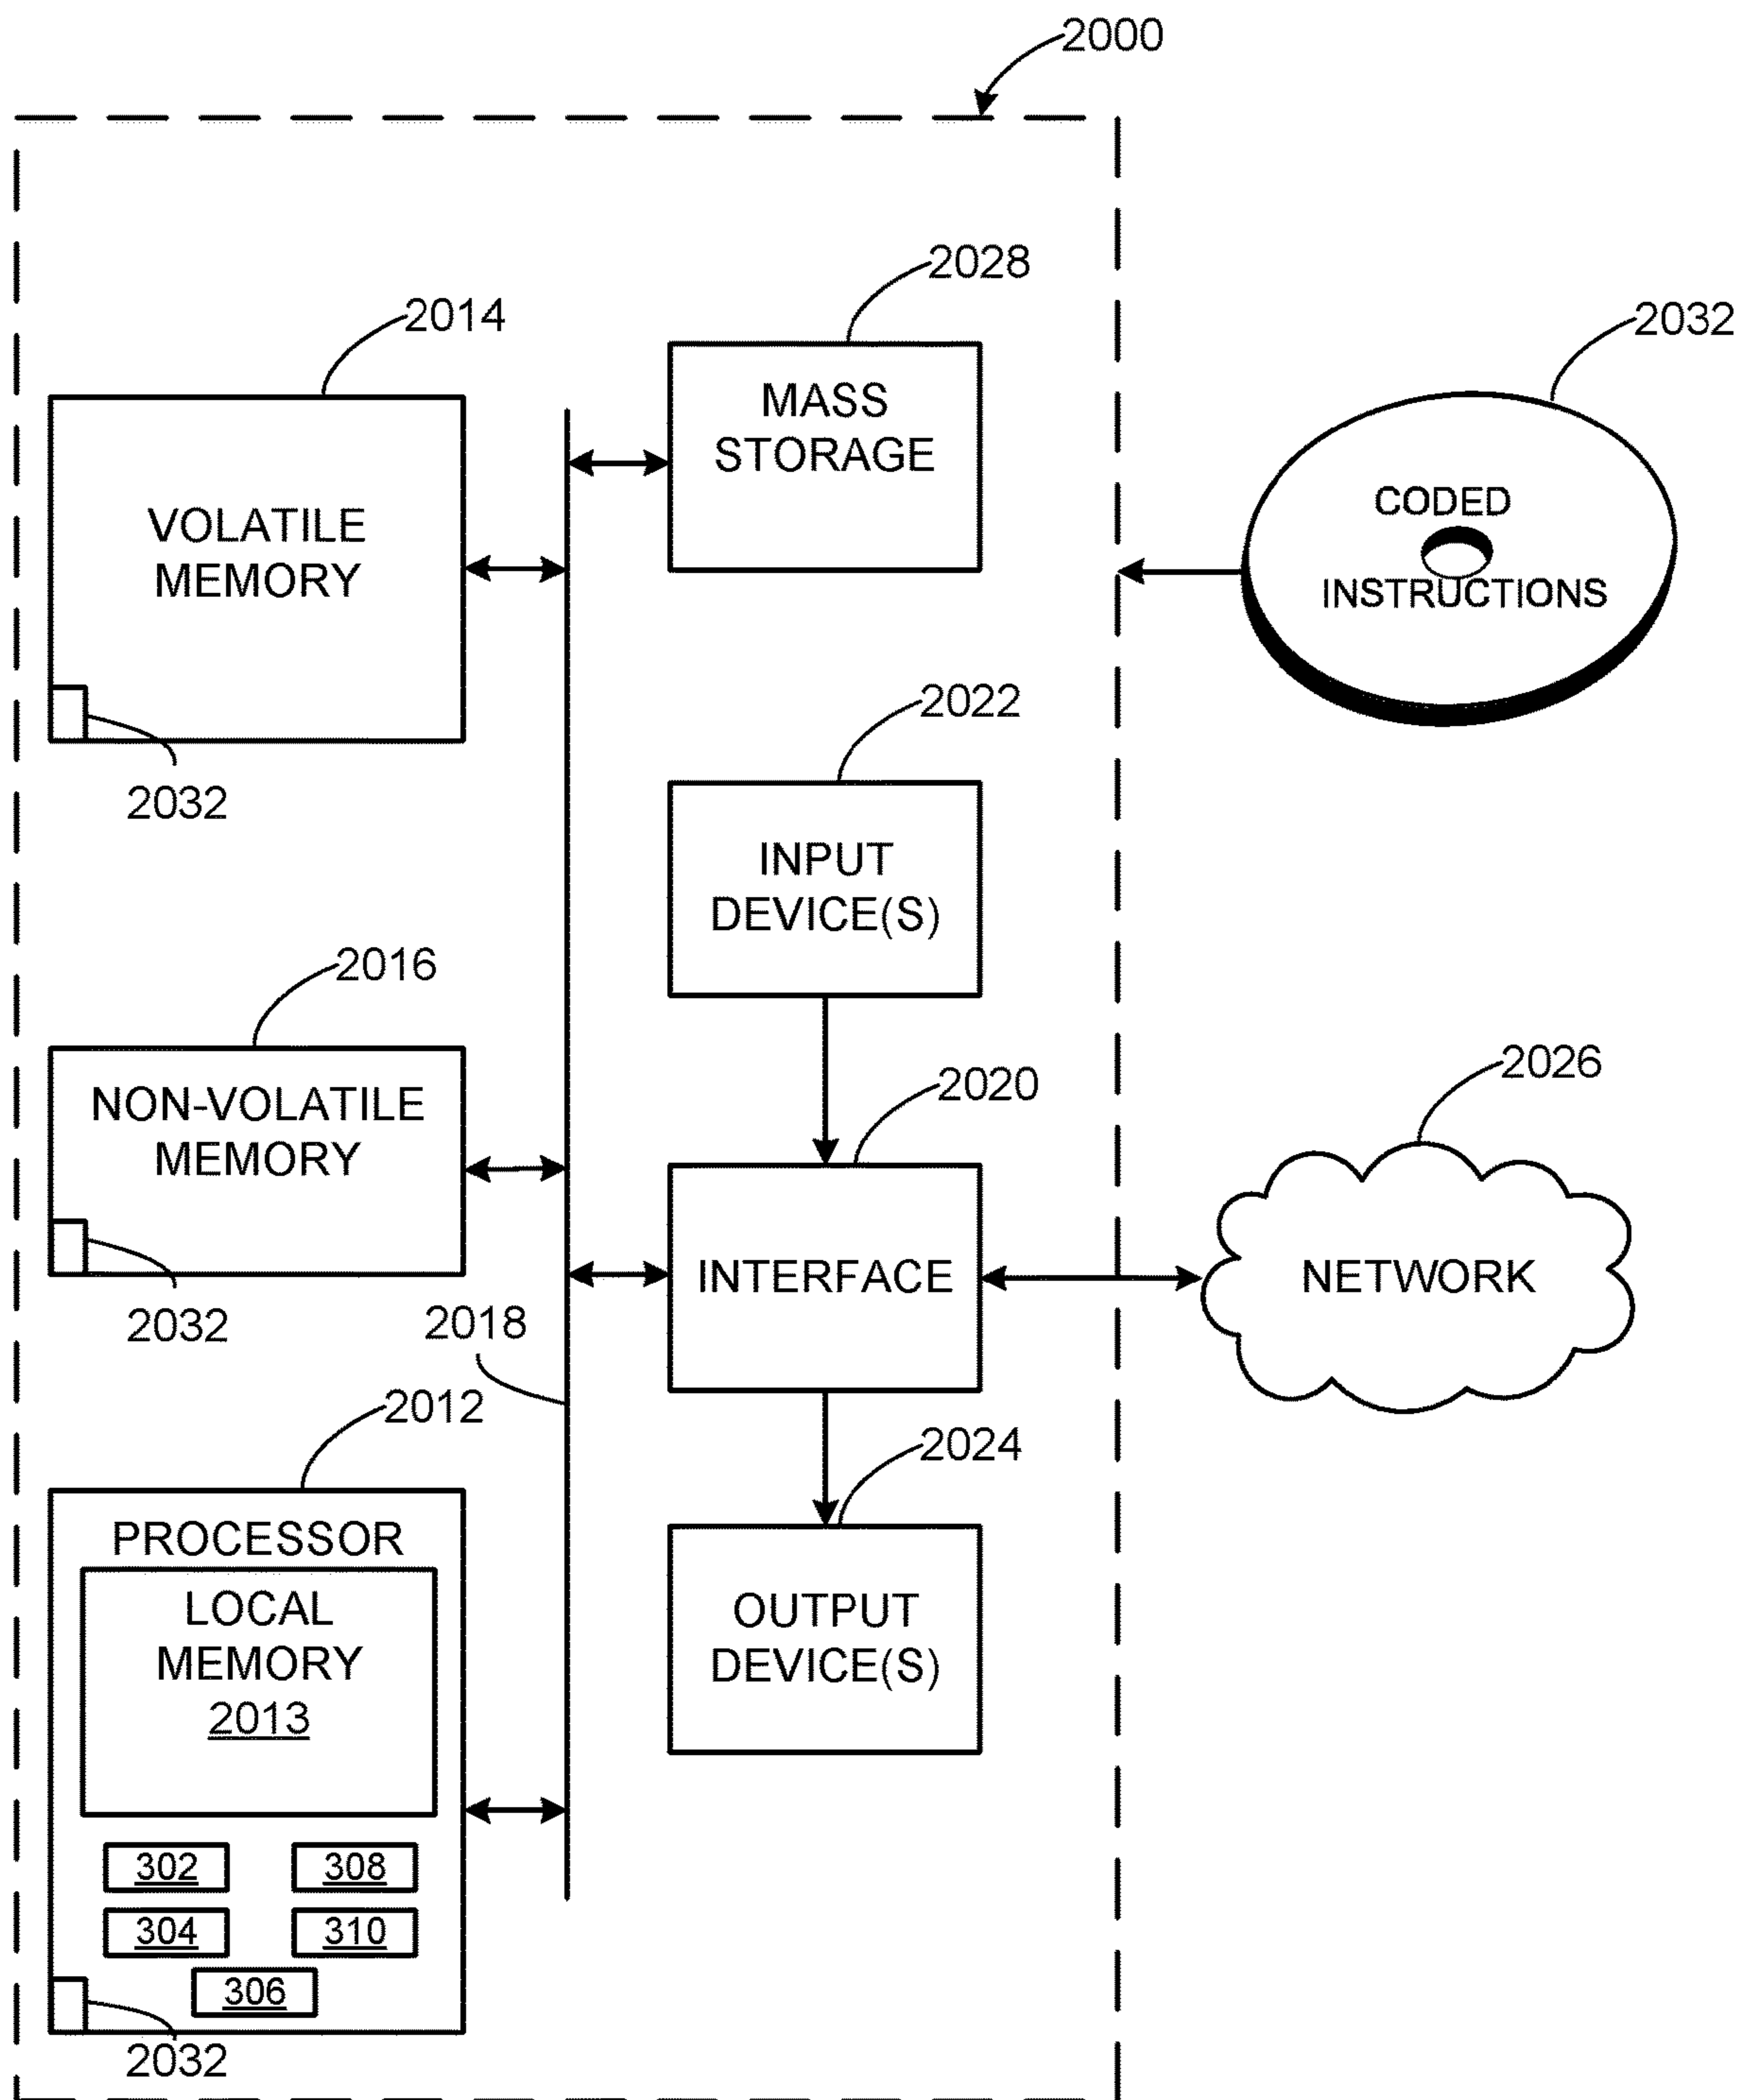 2000
2028
2014
2032
MASS
STORAGE
VOLATILE
MEMORY
CODED
INSTRUCTIONS
2022
2032
INPUT
DEVICE(S)
2016
2026
2020
NON-VOLATILE
MEMORY
NETWORK
INTERFACE
2032
2018
2012
2024
PROCESSOR
LOCAL
MEMORY
2013
OUTPUT
DEVICE(S)
302
308
304
310
306
2032